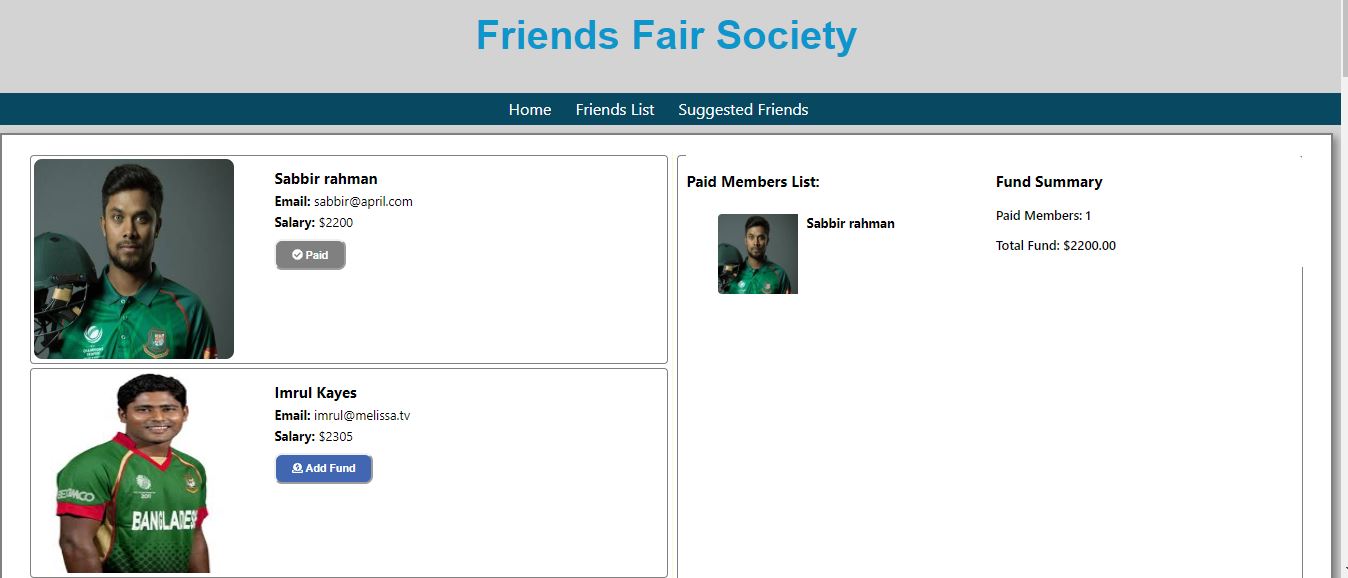 Friends Fair Society
Home Friends List Suggested Friends
Sabbir rahman
Email: sabbir@april.com
Salary: $2200
Paid
Imrul Kayes
Email: imrul@melissa.tv
Salary: $2305
Add Fund
BANGLADES
Paid Members List:
Sabbir rahman
Fund Summary
Paid Members: 1
Total Fund: $2200.00